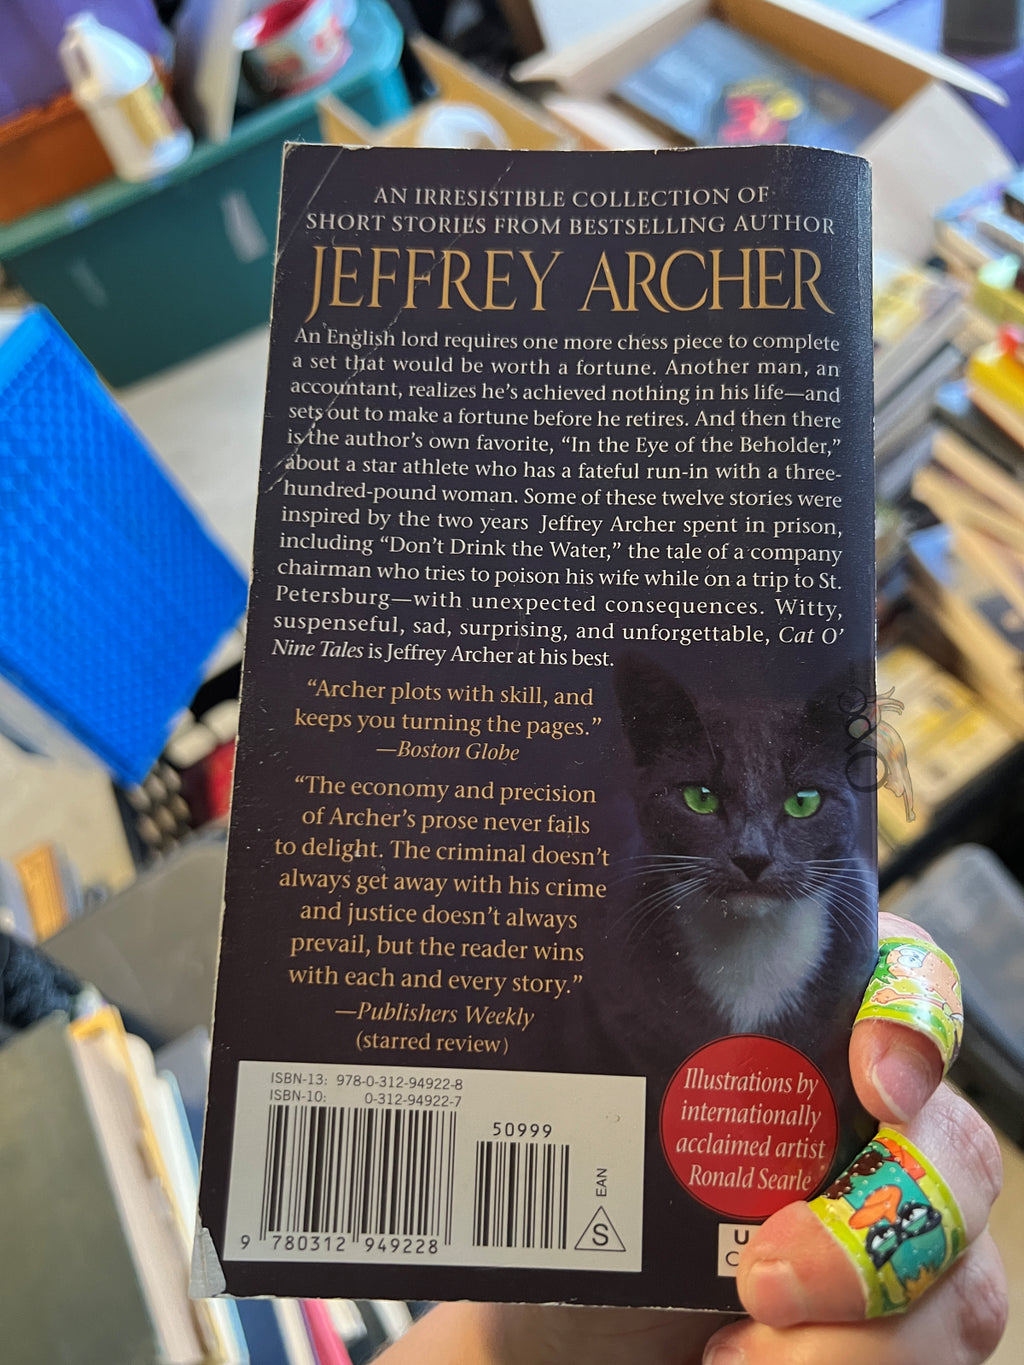 AN IRRESISTIBLE COLLECTION OF
SHORT STORIES FROM BESTSELLING AUTHOR
JEFFREY ARCHER
An English lord requires one more chess piece to complete
a set that would be worth a fortune. Another man, an
accountant, realizes he's achieved nothing in his life—and
sets out to make a fortune before he retires. And then there
is the author's own favorite, “In the Eye of the Beholder,”
about a star athlete who has a fateful run-in with a three-
hundred-pound woman. Some of these twelve stories were
inspired by the two years Jeffrey Archer spent in prison,
including “Don't Drink the Water,” the tale of a company
chairman who tries to poison his wife while on a trip to St.
Petersburg—with unexpected consequences. Witty,
suspenseful, sad, surprising, and unforgettable, Cat O'
Nine Tales is Jeffrey Archer at his best.
“Archer plots with skill, and
keeps you turning the pages.”
—Boston Globe
“The economy and precision
of Archer's prose never fails
to delight. The criminal doesn't
always get away with his crime
and justice doesn't always
prevail, but the reader wins
with each and every story.”
—Publishers Weekly
(starred review)
ISBN-13: 978-0-312-94922-8
ISBN-10: 0-312-94922-7
50999
9 780312 949228
EAN
S
Illustrations by
internationally
acclaimed artist
Ronald Searle
U
C